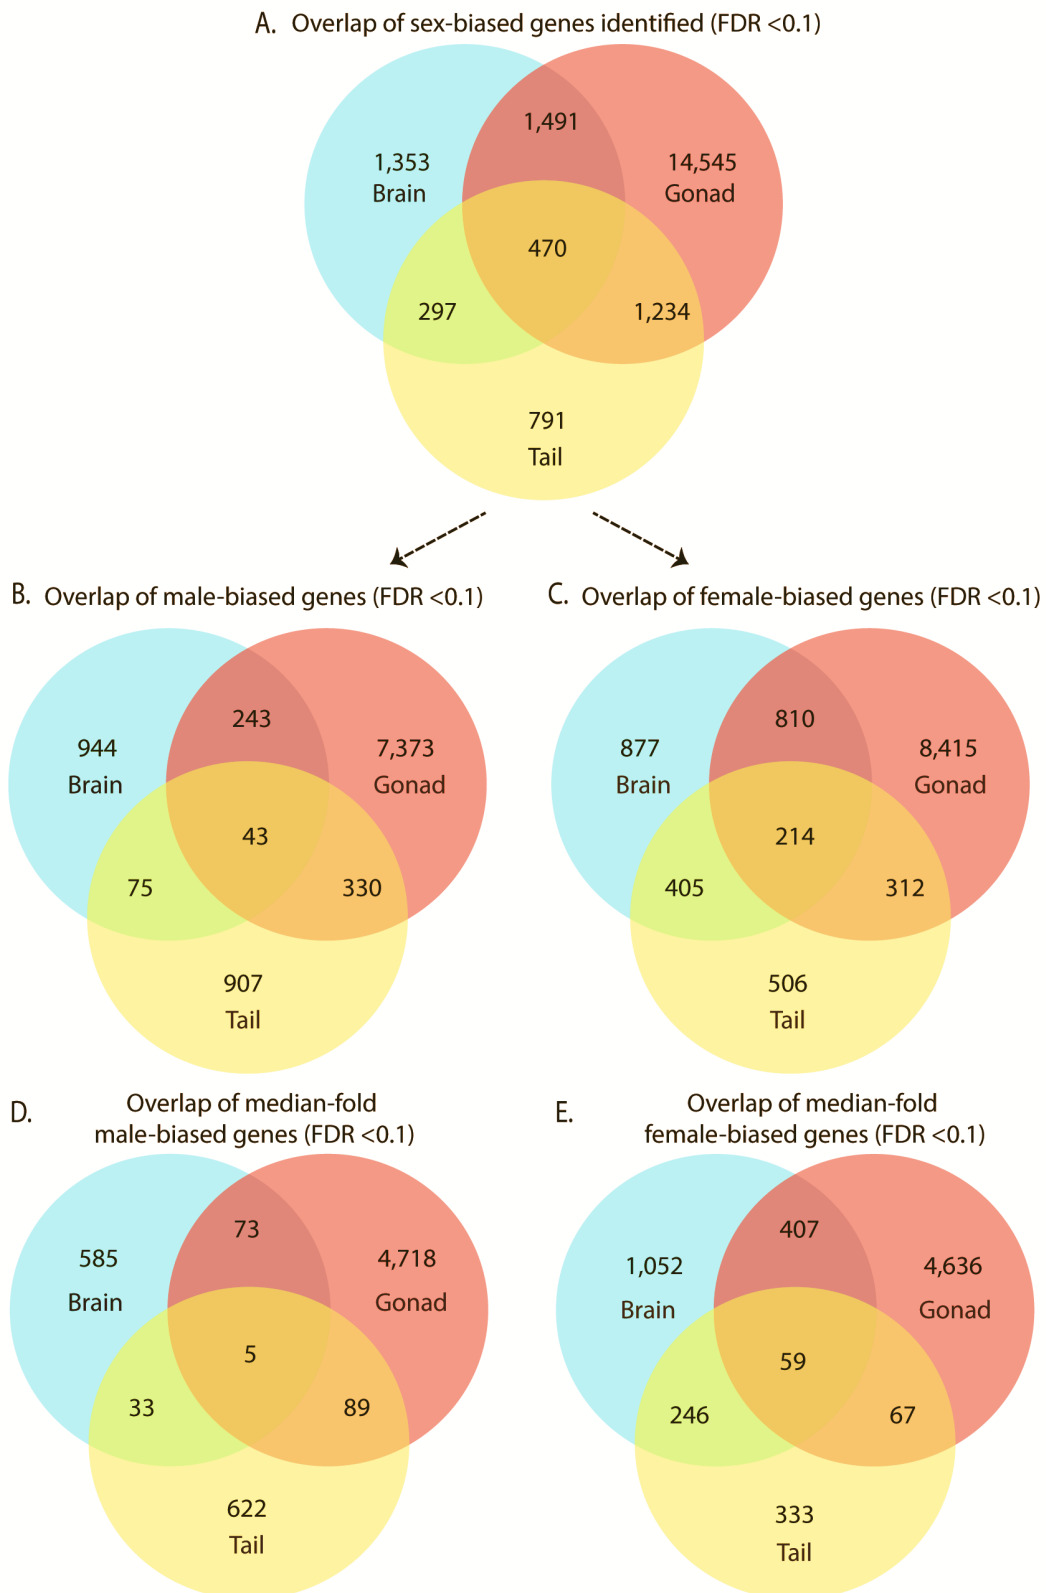 A. Overlap of sex-biased genes identified (FDR <0.1)
1,491
1,353
Brain
14,545
Gonad
470
297
1,234
791
Tail
B. Overlap of male-biased genes (FDR <0.1)
243
944
Brain
7,373
Gonad
43
75
330
907
Tail
C. Overlap of female-biased genes (FDR <0.1)
810
877
Brain
8,415
Gonad
214
405
312
506
Tail
D. Overlap of median-fold
male-biased genes (FDR <0.1)
73
585
Brain
4,718
Gonad
5
33
89
622
Tail
E. Overlap of median-fold
female-biased genes (FDR <0.1)
407
1,052
Brain
4,636
Gonad
59
246
67
333
Tail